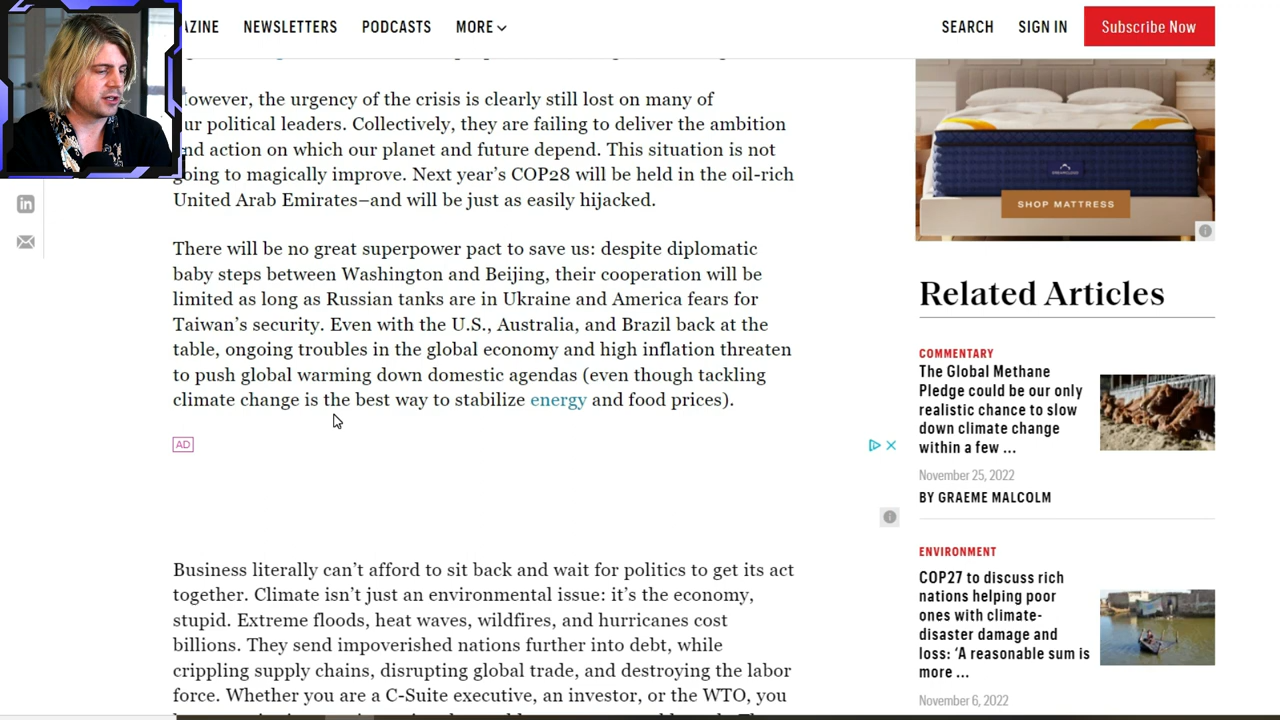 AZINE
NEWSLETTERS
PODCASTS
MORE
SEARCH
SIGN IN
Subscribe Now
However, the urgency of the crisis is clearly still lost on many of
our political leaders. Collectively, they are failing to deliver the ambition
and action on which our planet and future depend. This situation is not
going to magically improve. Next year's COP28 will be held in the oil-rich
United Arab Emirates–and will be just as easily hijacked.
There will be no great superpower pact to save us: despite diplomatic
baby steps between Washington and Beijing, their cooperation will be
limited as long as Russian tanks are in Ukraine and America fears for
Taiwan's security. Even with the U.S., Australia, and Brazil back at the
table, ongoing troubles in the global economy and high inflation threaten
to push global warming down domestic agendas (even though tackling
climate change is the best way to stabilize energy and food prices).
AD
Business literally can't afford to sit back and wait for politics to get its act
together. Climate isn't just an environmental issue: it's the economy,
stupid. Extreme floods, heat waves, wildfires, and hurricanes cost
billions. They send impoverished nations further into debt, while
crippling supply chains, disrupting global trade, and destroying the labor
force. Whether you are a C-Suite executive, an investor, or the WTO, you
SHOP MATTRESS
Related Articles
COMMENTARY
The Global Methane
Pledge could be our only
realistic chance to slow
down climate change
within a few ...
November 25, 2022
BY GRAEME MALCOLM
ENVIRONMENT
COP27 to discuss rich
nations helping poor
ones with climate-
disaster damage and
loss: 'A reasonable sum is
more ...
November 6, 2022